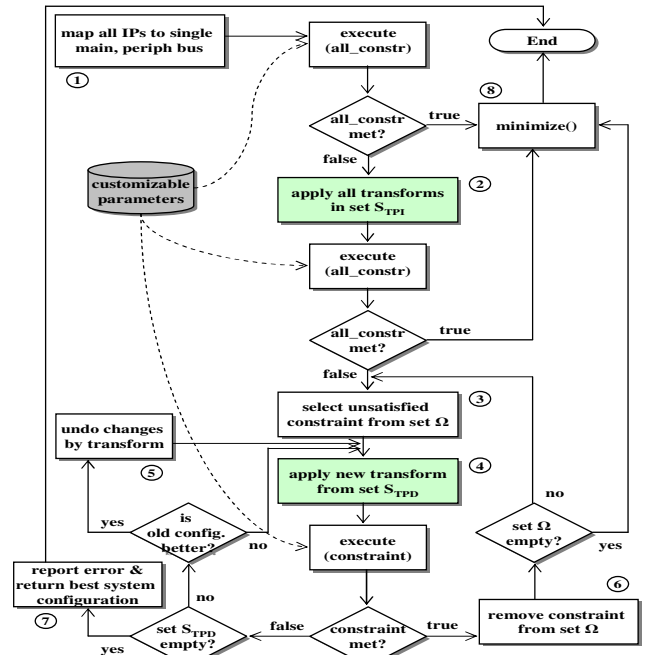 map all IPs to single
main, periph bus
1
execute
(all_constr)
End
8
all_constr
met?
true
minimize()
false
customizable
parameters
apply all transforms
in set STPI
2
execute
(all_constr)
all_constr
met?
true
false
select unsatisfied
constraint from set Ω
3
undo changes
by transform
5
apply new transform
from set STPD
4
is
old config.
better?
yes
no
execute
(constraint)
no
set Ω
empty?
yes
report error &
return best system
configuration
7
no
set STPD
empty?
yes
false
constraint
met?
true
remove constraint
from set Ω
6